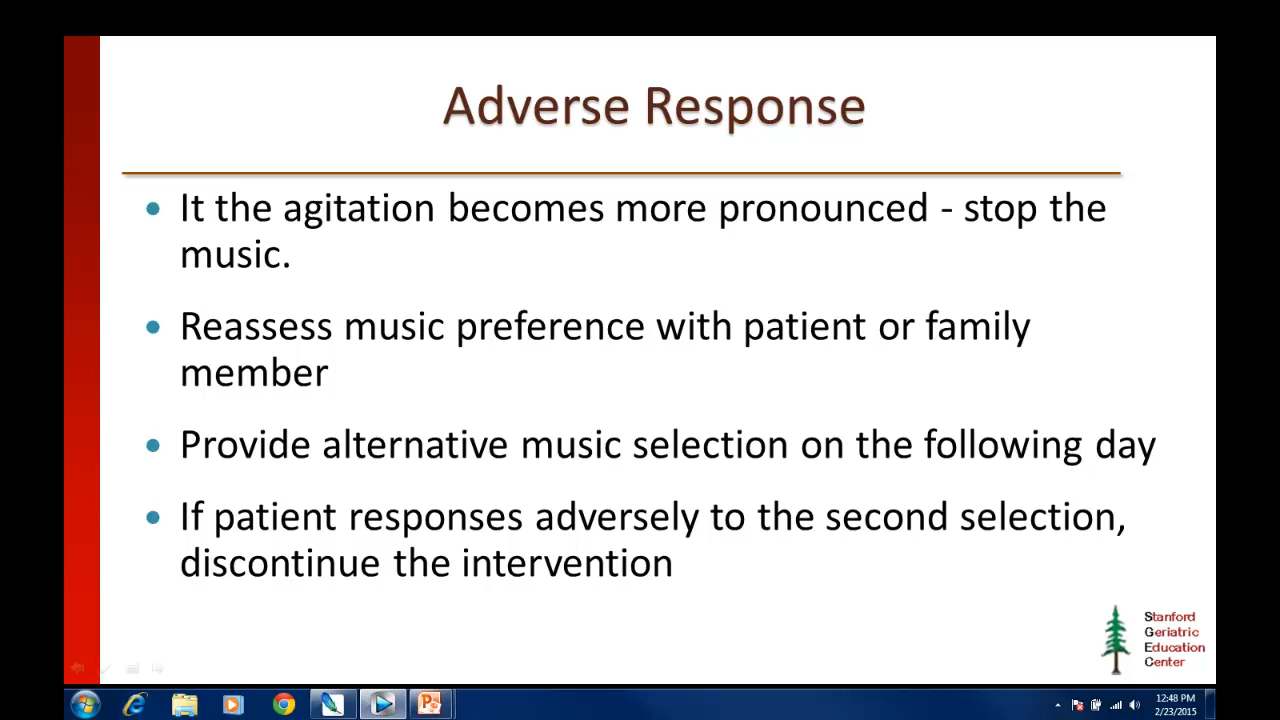 Adverse Response
It the agitation becomes more pronounced - stop the
music.
Reassess music preference with patient or family
member
Provide alternative music selection on the following day
If patient responses adversely to the second selection,
discontinue the intervention
Stanford
Geriatric
Education
Center
12:48 PM
2/23/2015